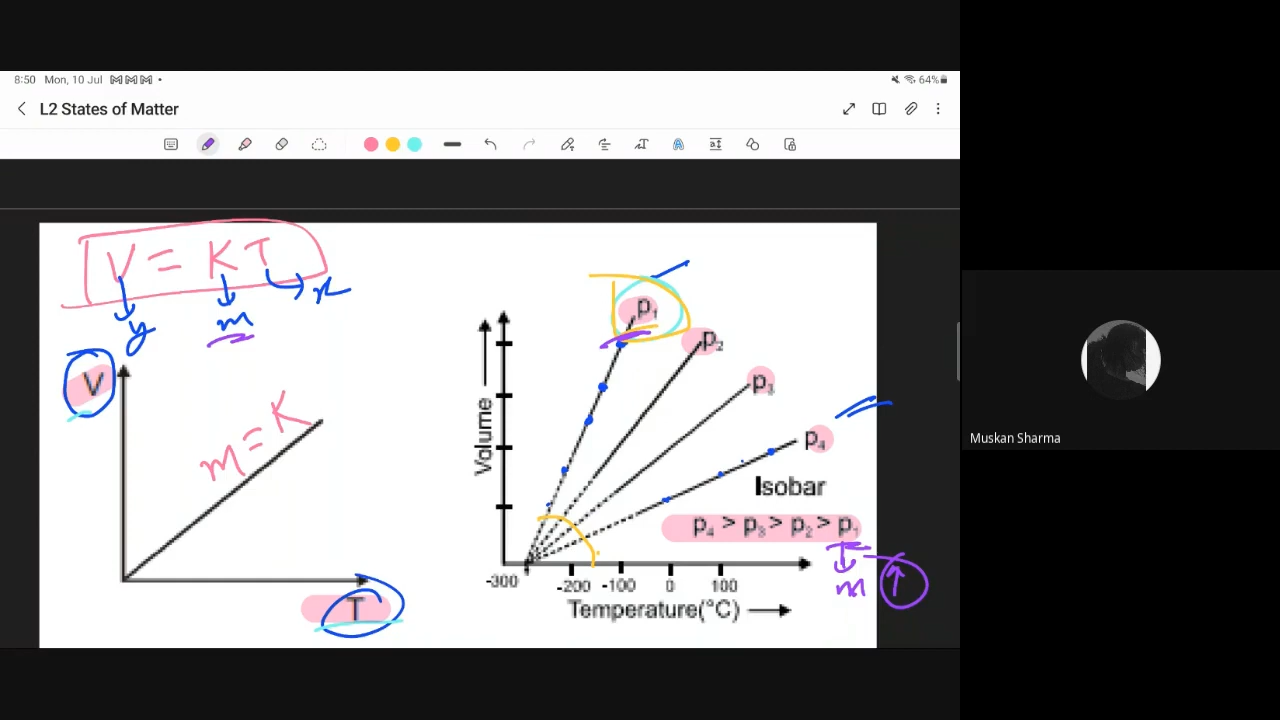 8:50 Mon, 10 Jul
64%
L2 States of Matter
V = KT
y
m
x
V
m = K
T
p₁
p₂
p₃
p₄
Volume
Isobar
p₄ > p₃ > p₂ > p₁
m ↑
-300 -200 -100 0 100
Temperature(°C)
Muskan Sharma